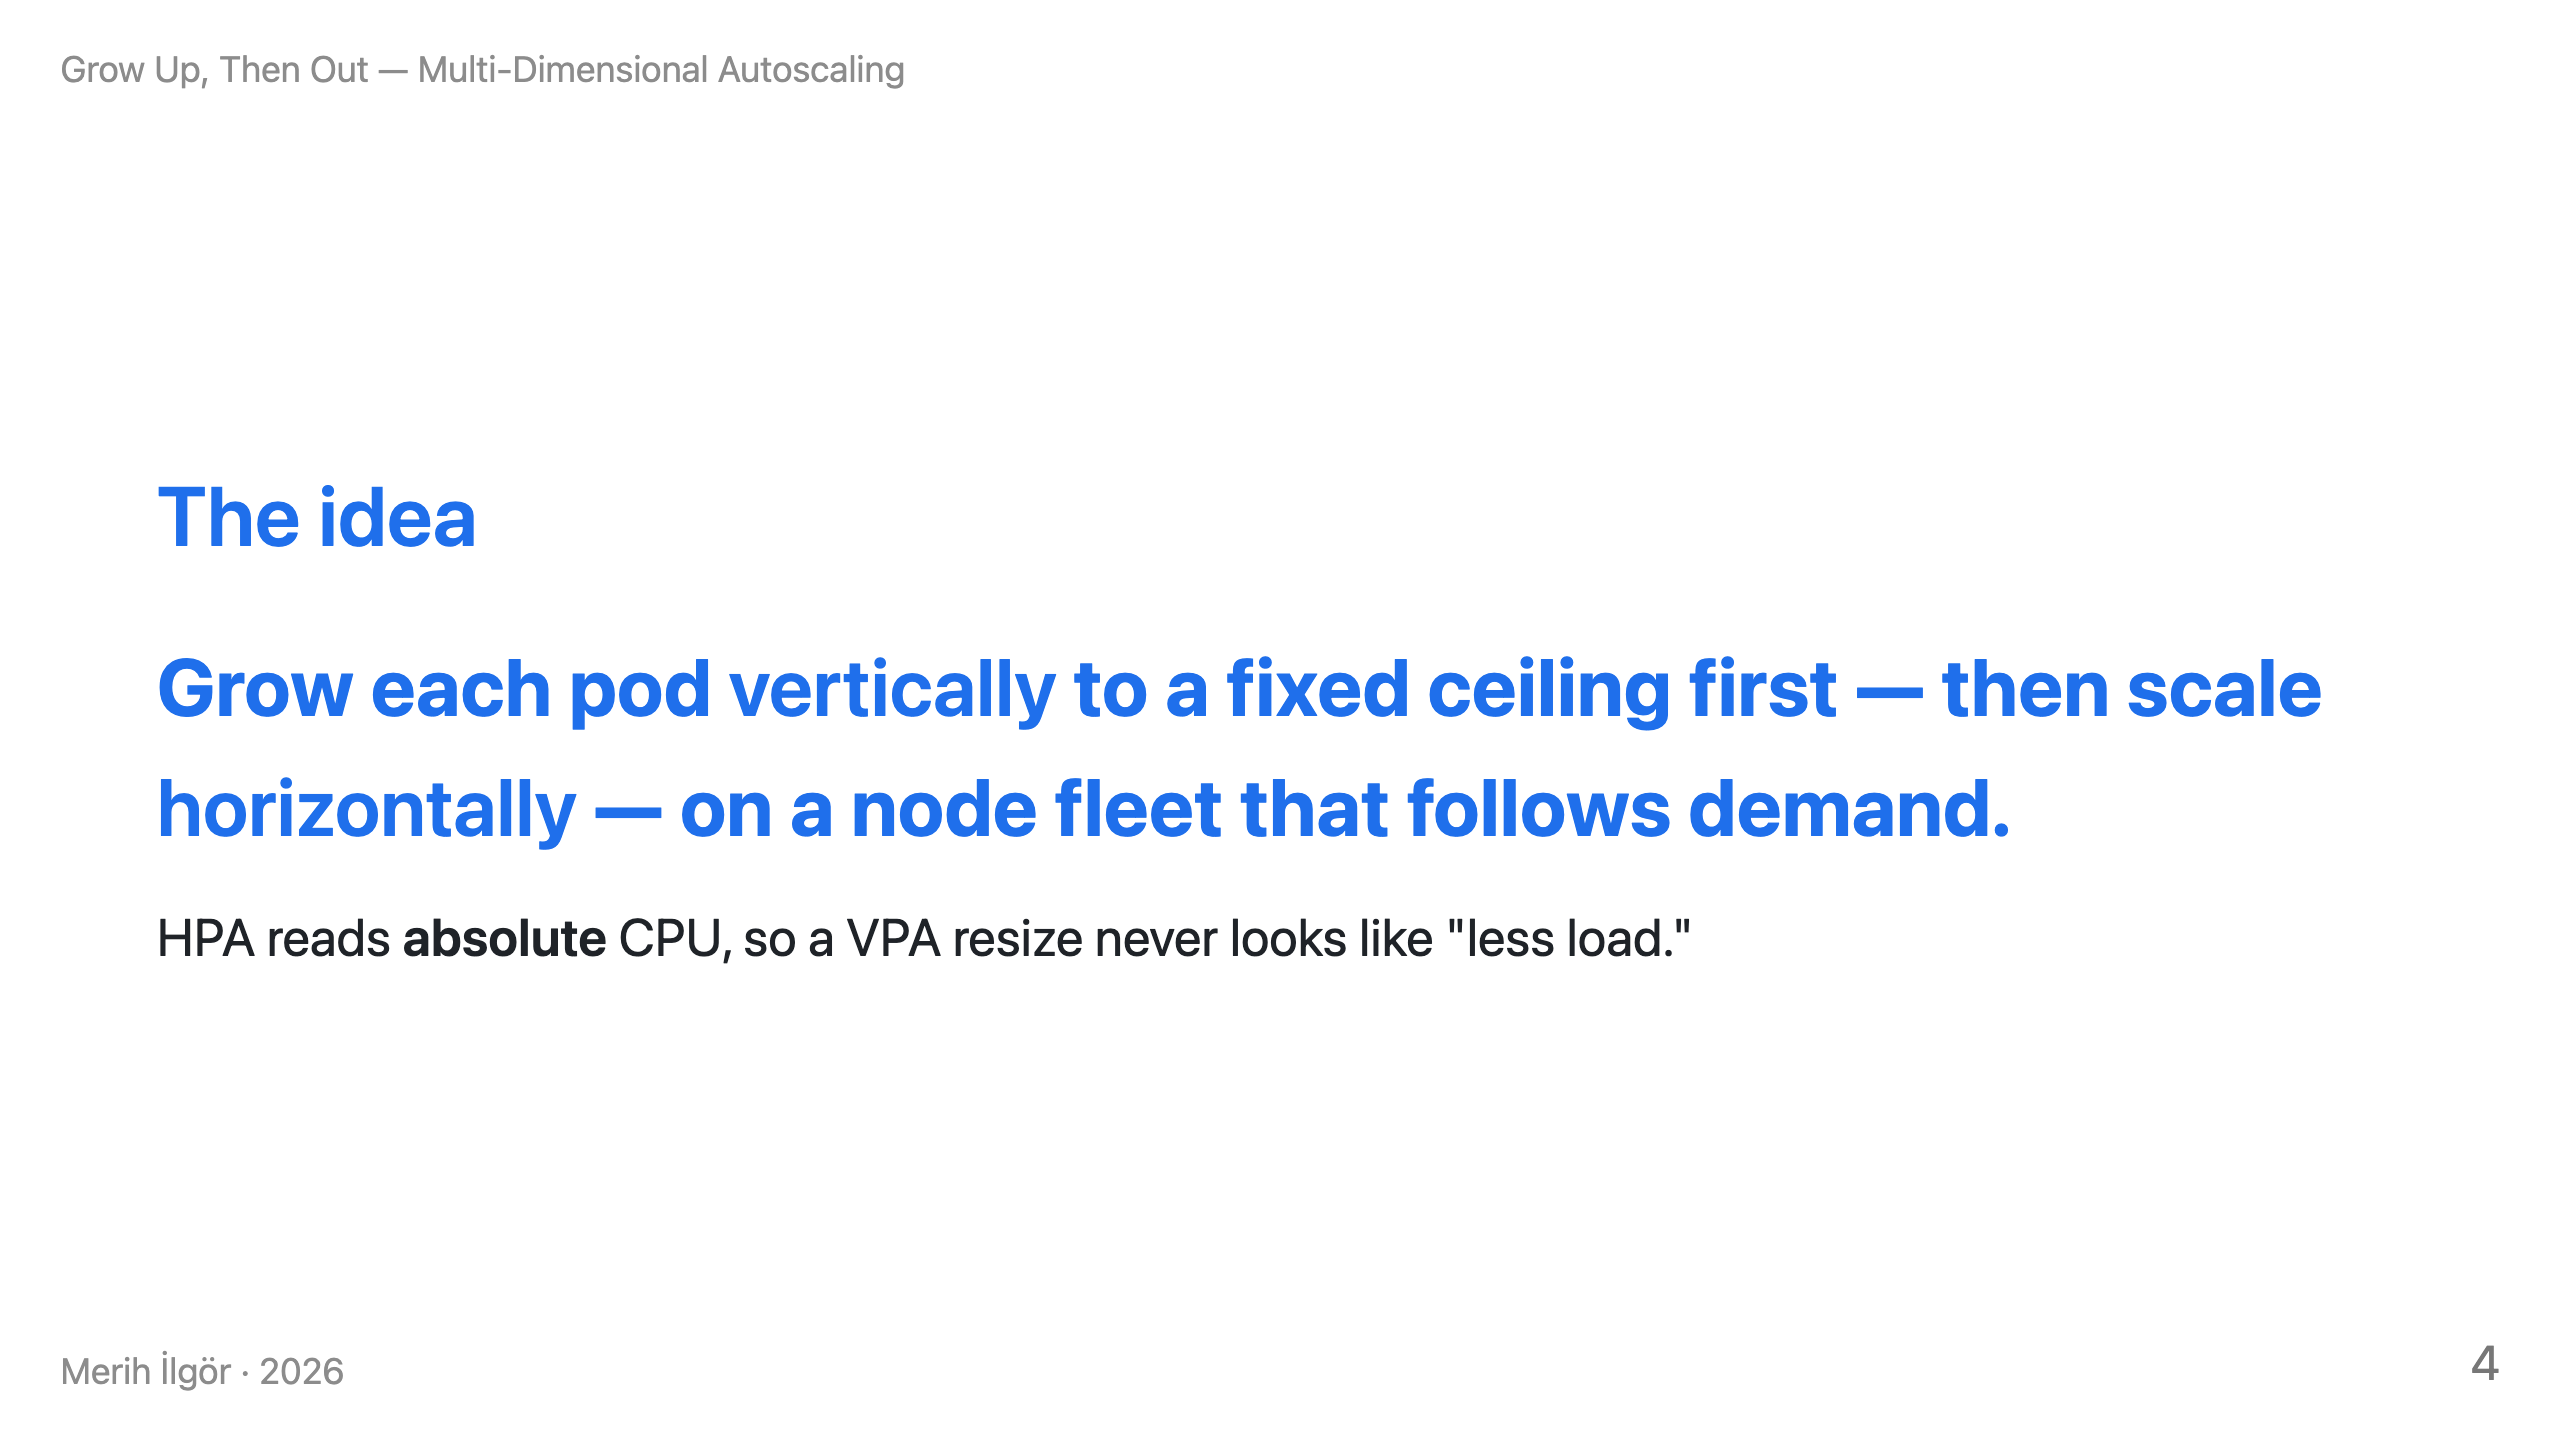 Grow Up, Then Out — Multi-Dimensional Autoscaling
The idea
Grow each pod vertically to a fixed ceiling first — then scale
horizontally — on a node fleet that follows demand.
HPA reads absolute CPU, so a VPA resize never looks like "less load."
Merih İlgör · 2026
4